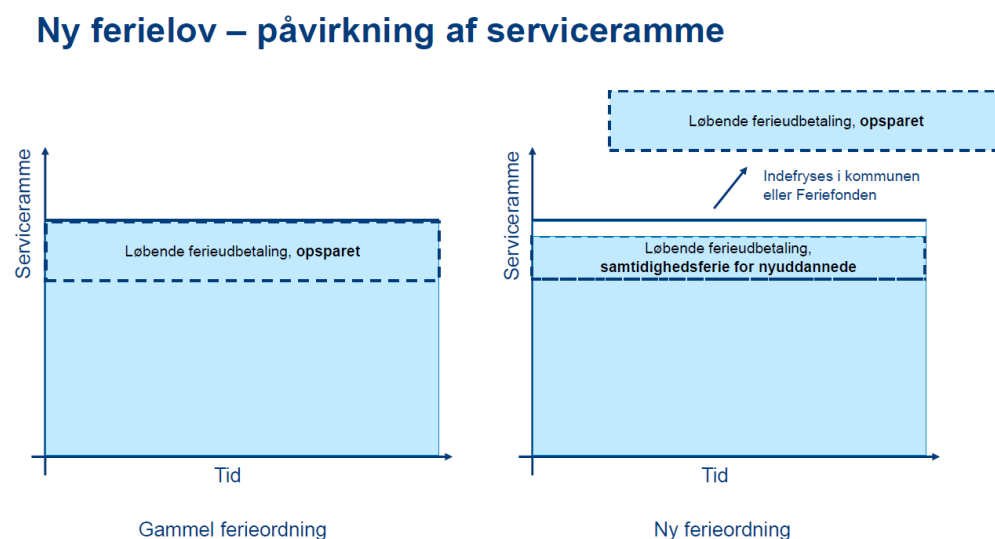 Ny ferielov – påvirkning af serviceramme
Serviceramme
Løbende ferieudbetaling, opsparet
Tid
Gammel ferieordning
Løbende ferieudbetaling, opsparet
Indefryses i kommunen
eller Feriefonden
Serviceramme
Løbende ferieudbetaling,
samtidighedsferie for nyuddannede
Tid
Ny ferieordning